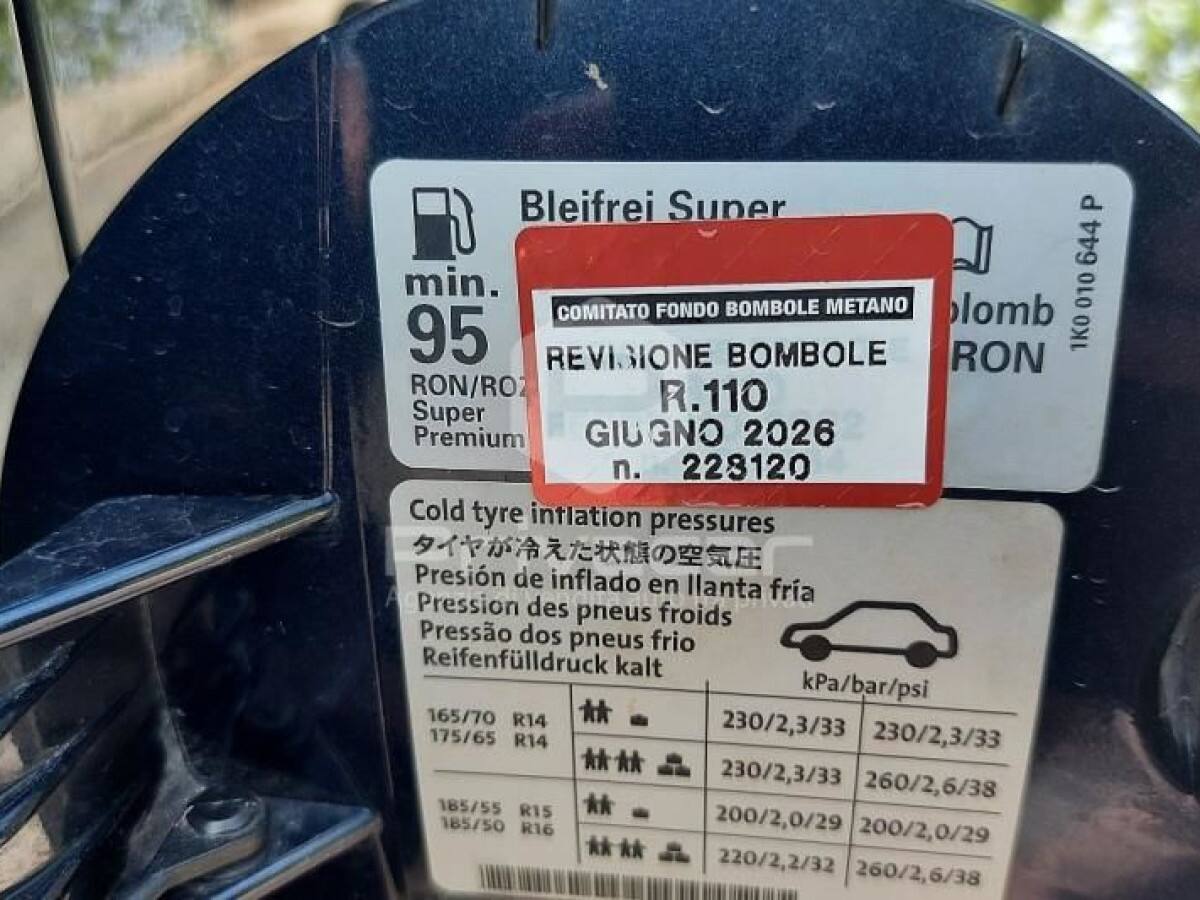 Bleifrei Super
min.
95
RON/ROZ
Super
Premium
plomb
RON
1K0 010 644 P
COMITATO FONDO BOMBOLE METANO
REVISIONE BOMBOLE
R.110
GIUGNO 2026
n. 228120
Cold tyre inflation pressures
タイヤが冷えた状態の空気圧
Presión de inflado en llanta fría
Pression des pneus froids
Pressão dos pneus frio
Reifenfülldruck kalt
kPa/bar/psi
165/70 R14
175/65 R14
230/2,3/33 230/2,3/33
230/2,3/33 260/2,6/38
185/55 R15
185/50 R16
200/2,0/29 200/2,0/29
220/2,2/32 260/2,6/38